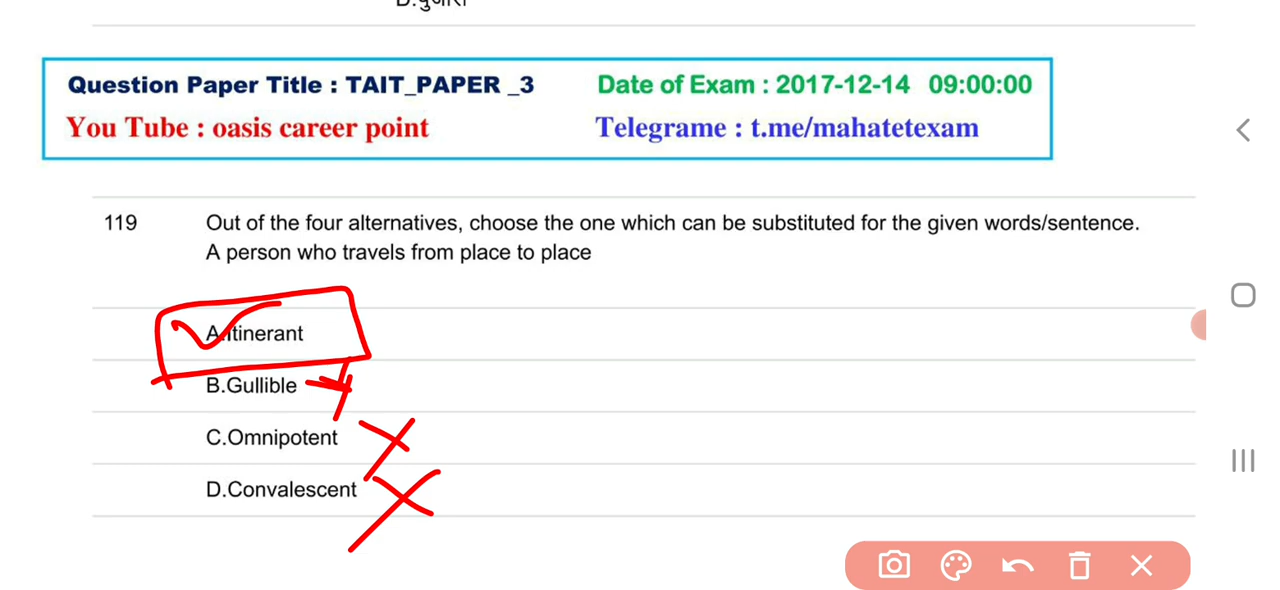 Question Paper Title : TAIT_PAPER _3 Date of Exam : 2017-12-14 09:00:00
You Tube : oasis career point Telegrame : t.me/mahatetexam
119 Out of the four alternatives, choose the one which can be substituted for the given words/sentence.
A person who travels from place to place
A.Itinerant
B.Gullible
C.Omnipotent
D.Convalescent